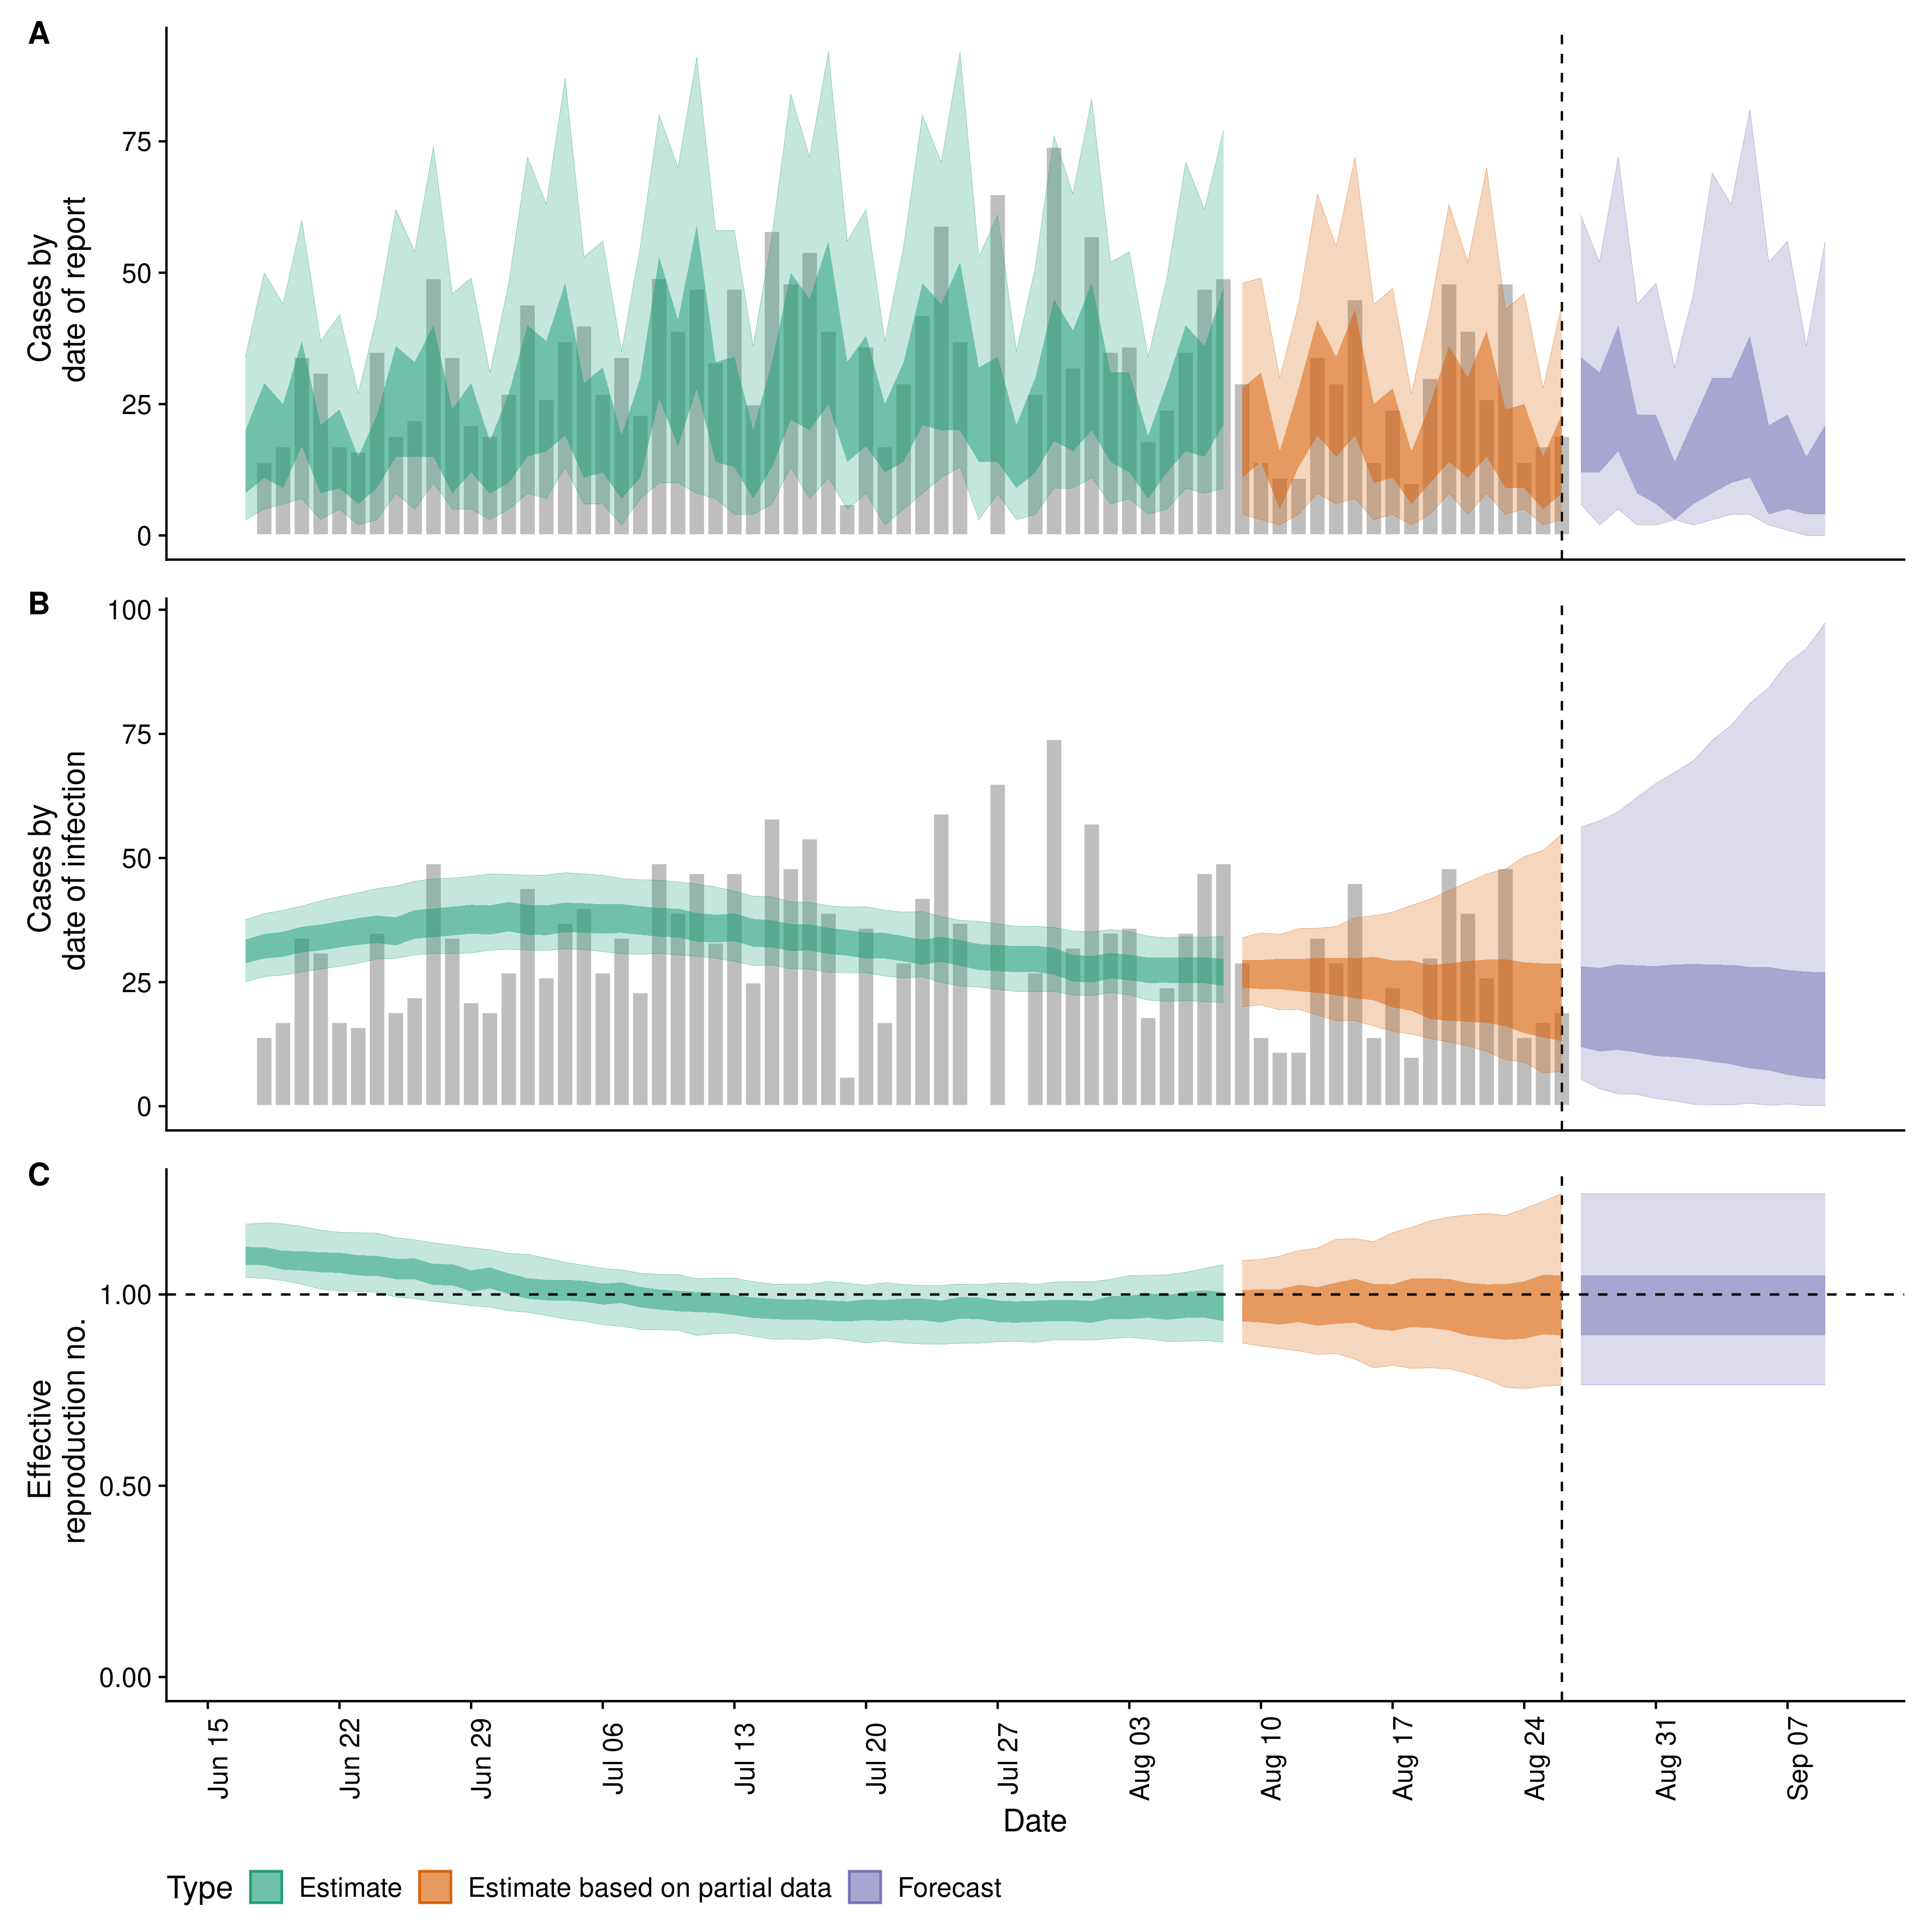 A
Cases by
date of report
75
50
25
0
B
Cases by
date of infection
100
75
50
25
0
C
Effective
reproduction no.
1.00
0.50
0.00
Jun 15
Jun 22
Jun 29
Jul 06
Jul 13
Jul 20
Jul 27
Aug 03
Aug 10
Aug 17
Aug 24
Aug 31
Sep 07
Date
Type
Estimate
Estimate based on partial data
Forecast